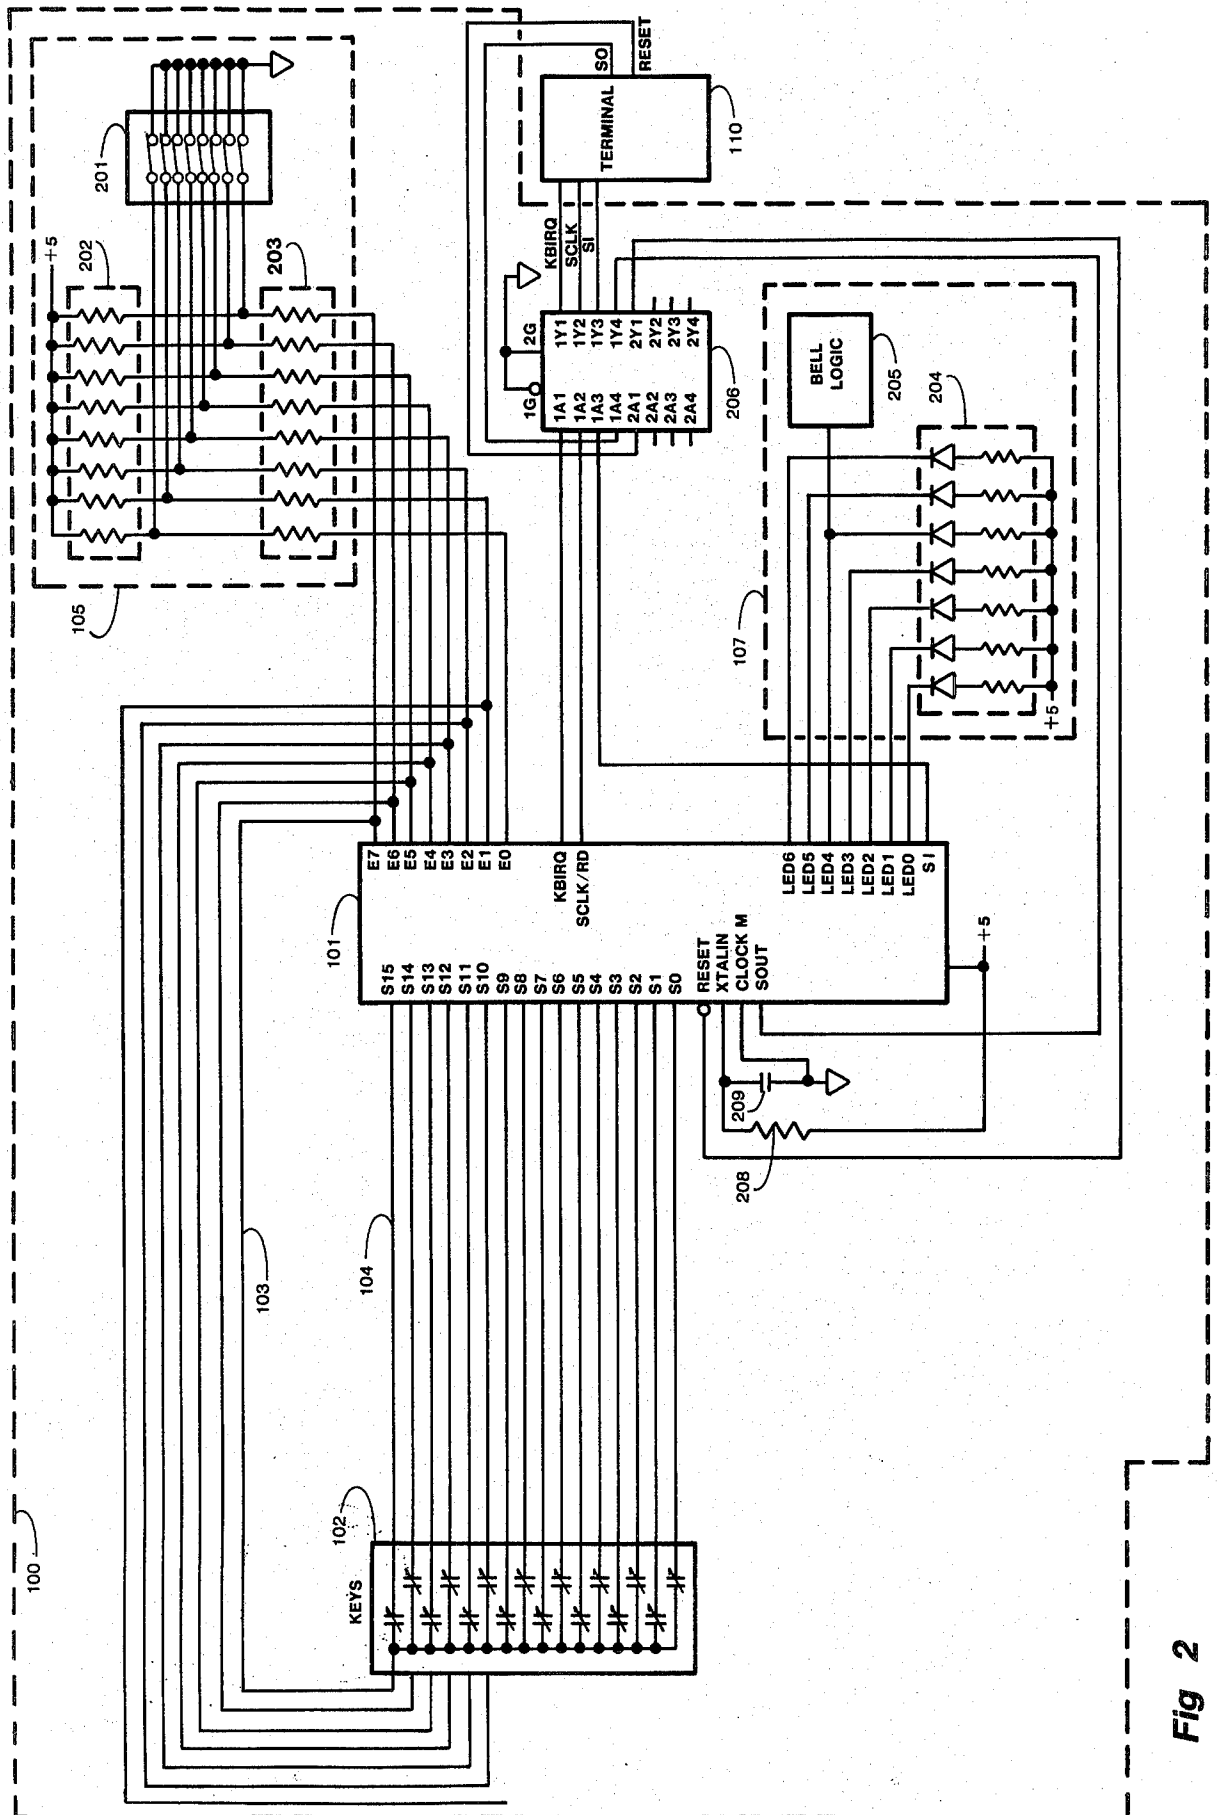 100
105
201
+5
202
203
SO
RESET
TERMINAL
110
KBIRQ
SCLK
SI
1G
2G
1A1
1A2
1A3
1A4
2A1
2A2
2A3
2A4
1Y1
1Y2
1Y3
1Y4
2Y1
2Y2
2Y3
2Y4
206
107
BELL
LOGIC
205
204
+5
103
104
101
E7
E6
E5
E4
E3
E2
E1
E0
KBIRQ
SCLK/RD
LED6
LED5
LED4
LED3
LED2
LED1
LED0
SI
S15
S14
S13
S12
S11
S10
S9
S8
S7
S6
S5
S4
S3
S2
S1
S0
RESET
XTALIN
CLOCK M
SOUT
+5
209
208
102
KEYS
Fig 2